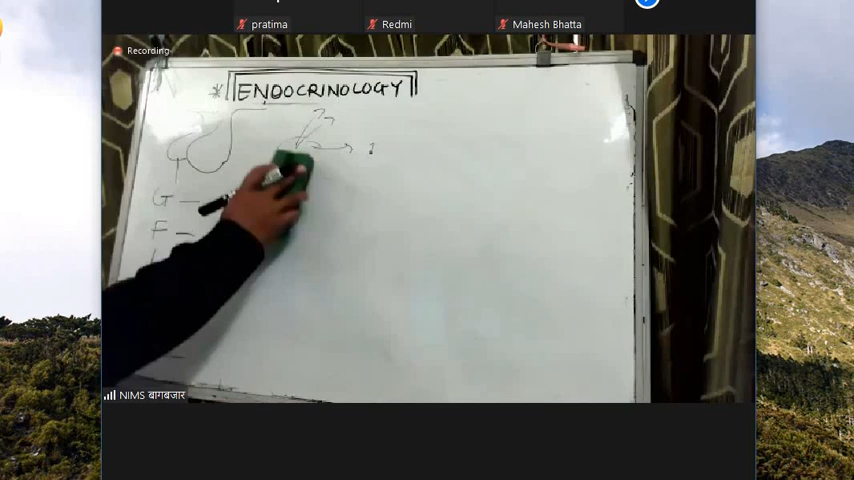 pratima
Redmi
Mahesh Bhatta
Recording
* ENDOCRINOLOGY
G —
F —
NIMS बागबजार